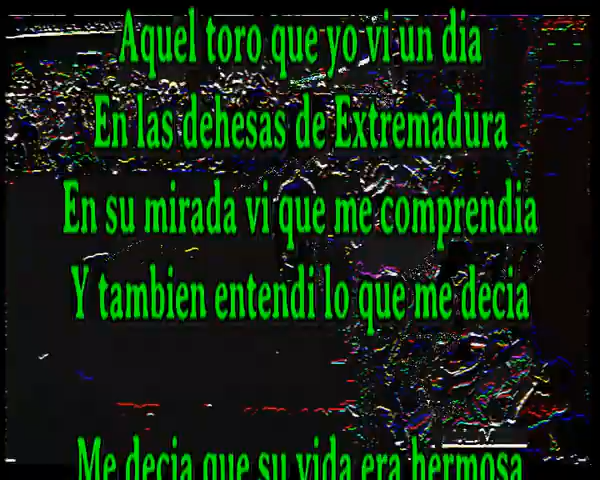 Aquel toro que yo vi un dia
En las dehesas de Extremadura
En su mirada vi que me comprendia
Y tambien entendi lo que me decia
Me decia que su vida era hermosa